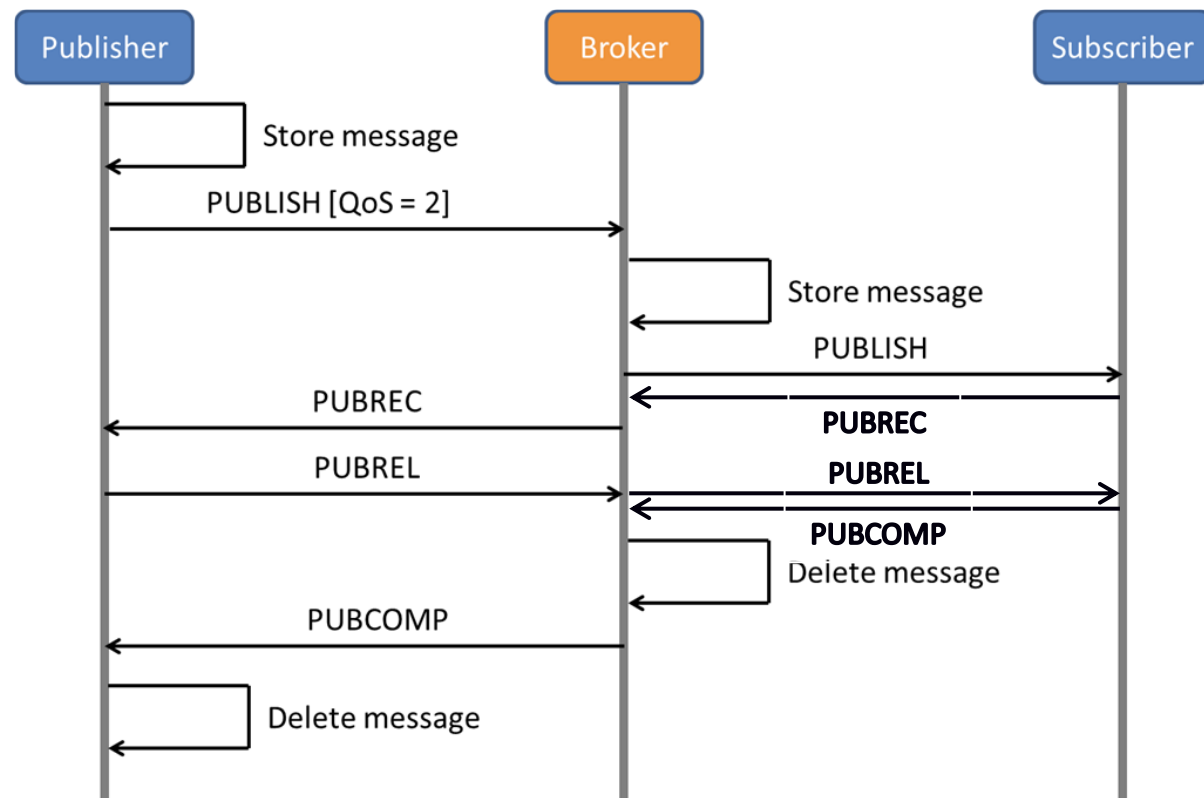 Publisher
Broker
Subscriber
Store message
PUBLISH [QoS = 2]
Store message
PUBLISH
PUBREC
PUBREC
PUBREL
PUBREL
PUBCOMP
Delete message
PUBCOMP
Delete message